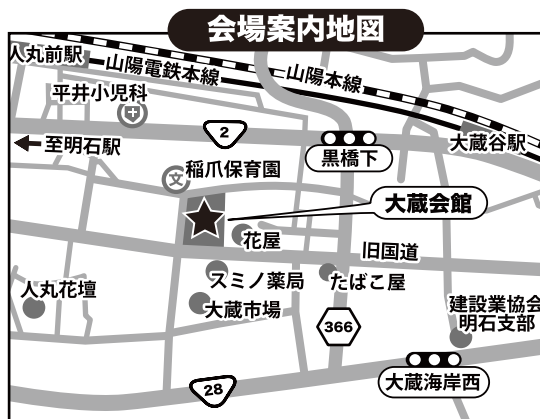 会場案内地図
人丸前駅
山陽電鉄本線
山陽本線
平井小児科
2
大蔵谷駅
至明石駅
黒橋下
文
稲爪保育園
大蔵会館
花屋
旧国道
スミノ薬局
たばこ屋
人丸花壇
大蔵市場
建設業協会
明石支部
366
大蔵海岸西
28